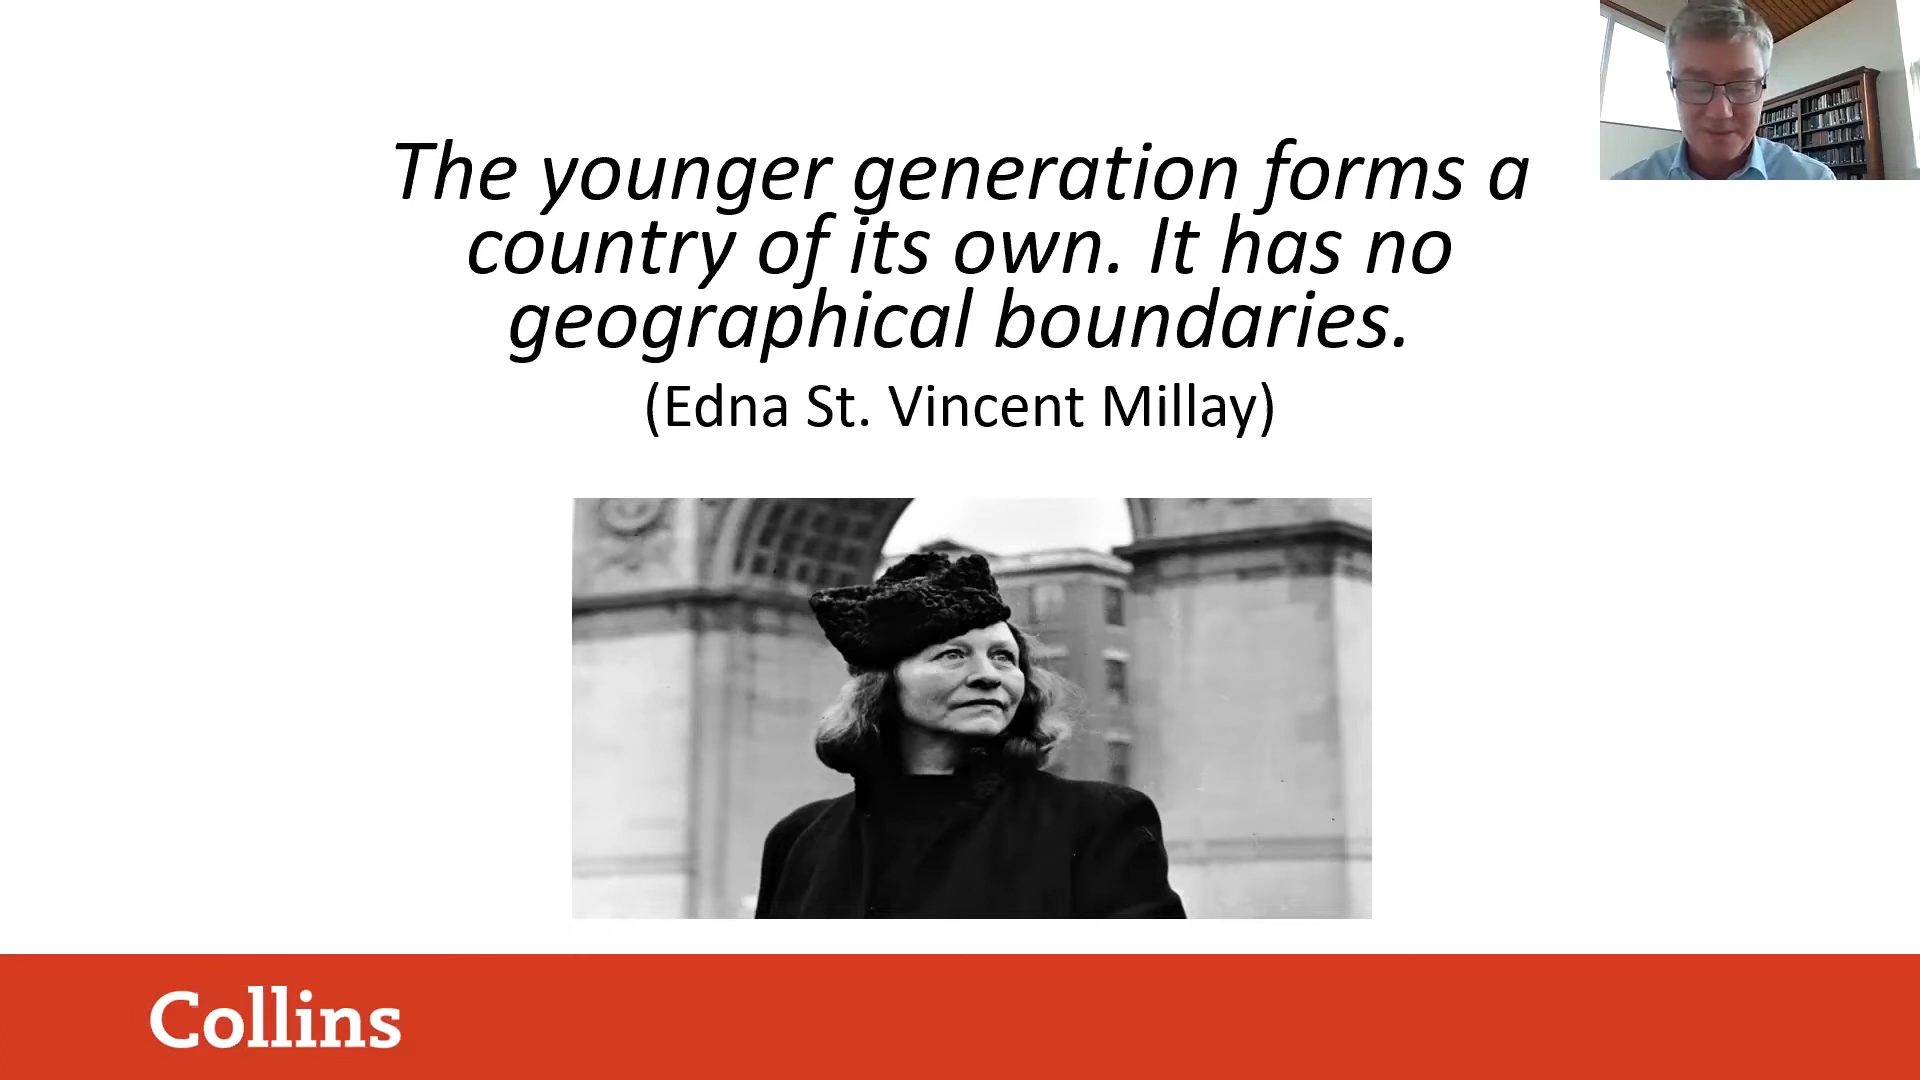 The younger generation forms a
country of its own. It has no
geographical boundaries.
(Edna St. Vincent Millay)
Collins